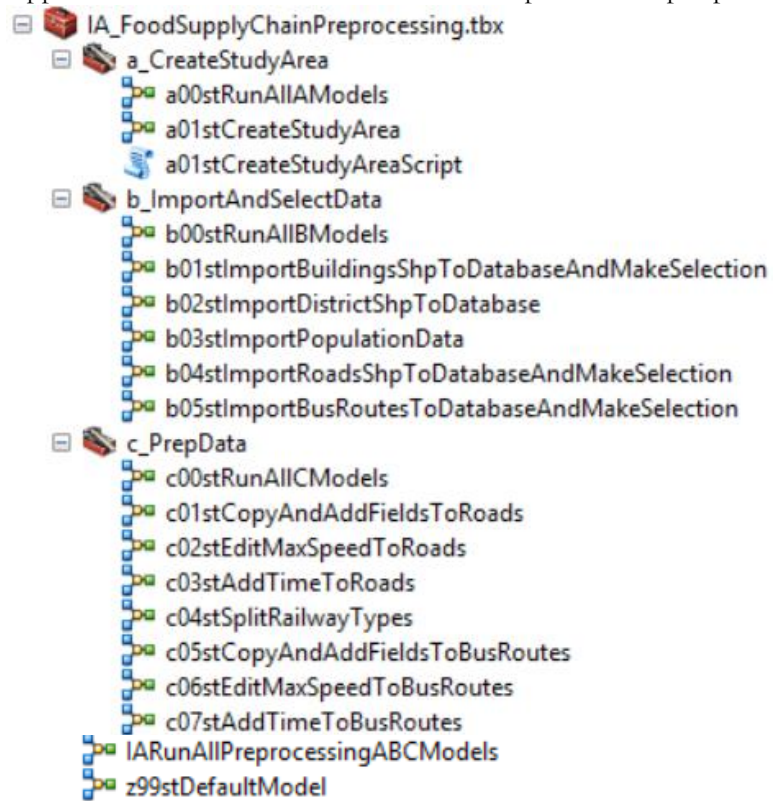 IA_FoodSupplyChainPreprocessing.tbx
a_CreateStudyArea
a00stRunAllAModels
a01stCreateStudyArea
a01stCreateStudyAreaScript
b_ImportAndSelectData
b00stRunAllBModels
b01stImportBuildingsShpToDatabaseAndMakeSelection
b02stImportDistrictShpToDatabase
b03stImportPopulationData
b04stImportRoadsShpToDatabaseAndMakeSelection
b05stImportBusRoutesToDatabaseAndMakeSelection
c_PrepData
c00stRunAllCModels
c01stCopyAndAddFieldsToRoads
c02stEditMaxSpeedToRoads
c03stAddTimeToRoads
c04stSplitRailwayTypes
c05stCopyAndAddFieldsToBusRoutes
c06stEditMaxSpeedToBusRoutes
c07stAddTimeToBusRoutes
IARunAllPreprocessingABCModels
z99stDefaultModel